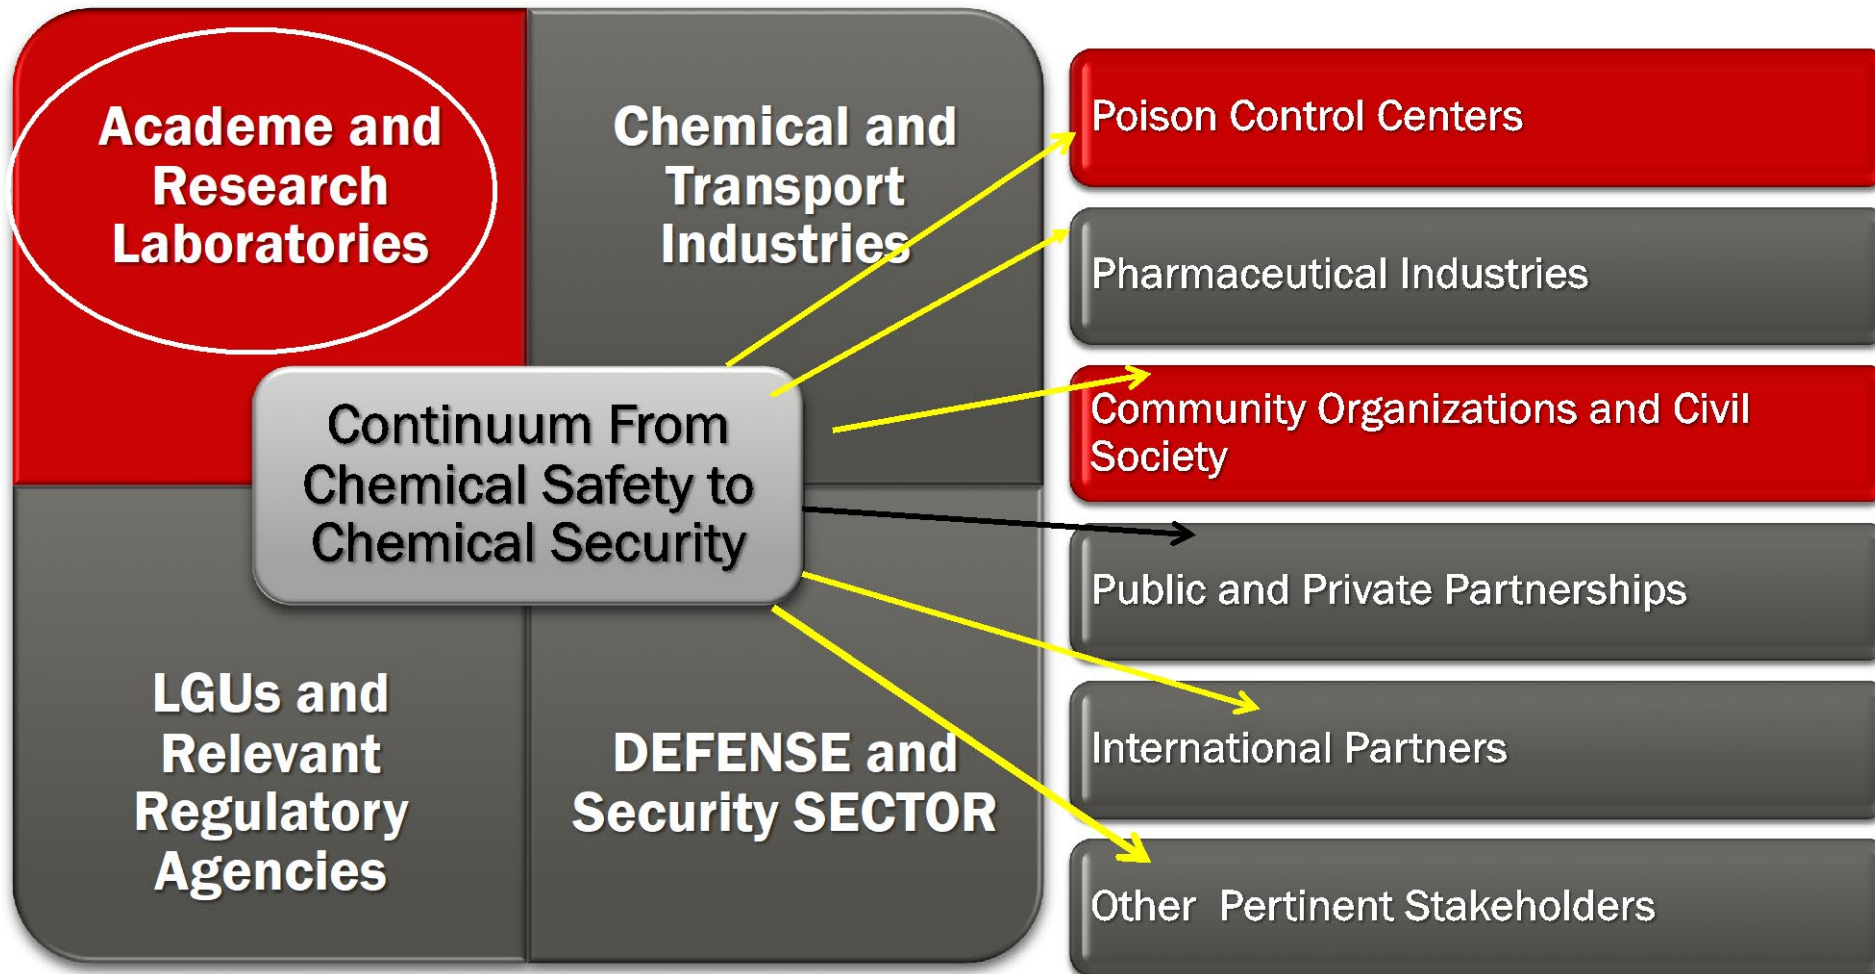 Academe and
Research
Laboratories
Chemical and
Transport
Industries
Continuum From
Chemical Safety to
Chemical Security
LGUs and
Relevant
Regulatory
Agencies
DEFENSE and
Security SECTOR
Poison Control Centers
Pharmaceutical Industries
Community Organizations and Civil
Society
Public and Private Partnerships
International Partners
Other Pertinent Stakeholders